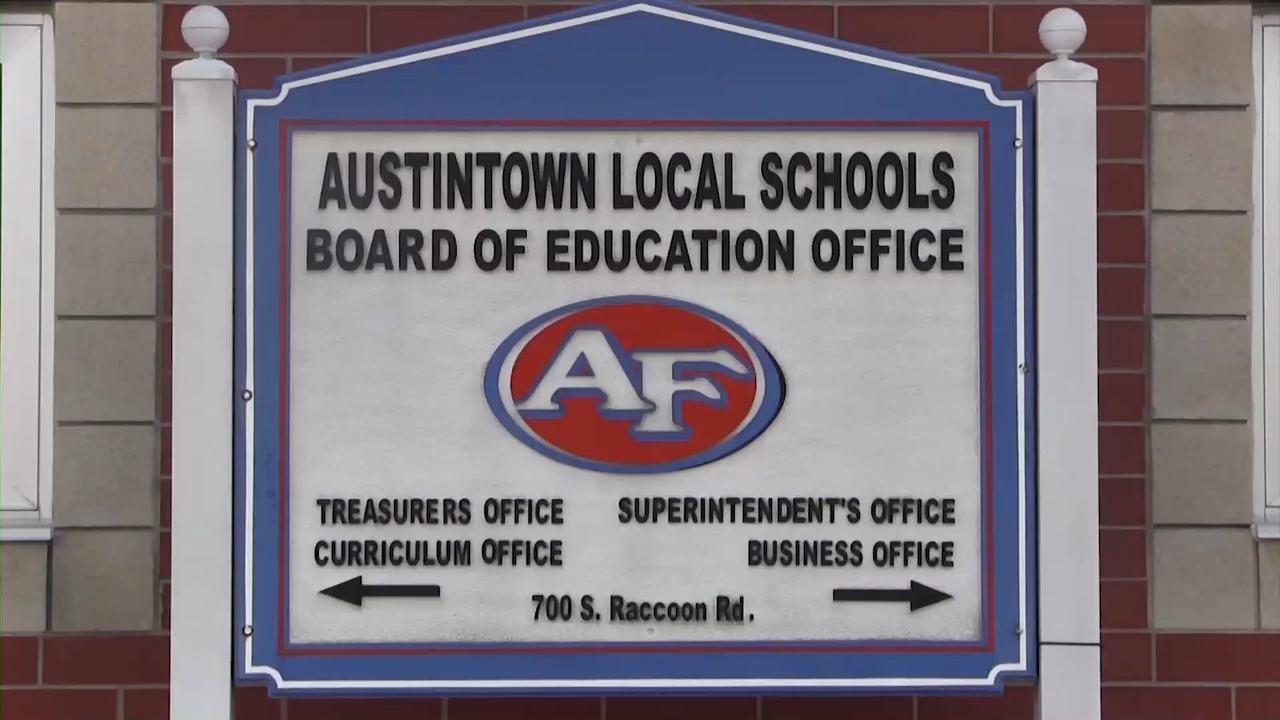 AUSTINTOWN LOCAL SCHOOLS
BOARD OF EDUCATION OFFICE
AF
TREASURERS OFFICE SUPERINTENDENT'S OFFICE
CURRICULUM OFFICE BUSINESS OFFICE
700 S. Raccoon Rd.